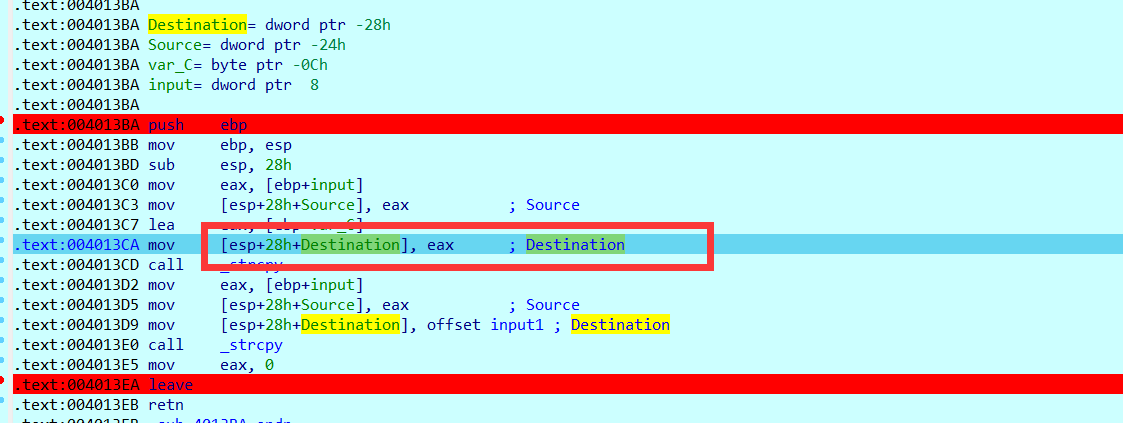 .text:004013BA
.text:004013BA Destination= dword ptr -28h
.text:004013BA Source= dword ptr -24h
.text:004013BA var_C= byte ptr -0Ch
.text:004013BA input= dword ptr  8
.text:004013BA
.text:004013BA push    ebp
.text:004013BB mov     ebp, esp
.text:004013BD sub     esp, 28h
.text:004013C0 mov     eax, [ebp+input]
.text:004013C3 mov     [esp+28h+Source], eax           ; Source
.text:004013C7 lea     eax, [ebp+var_C]
.text:004013CA mov     [esp+28h+Destination], eax      ; Destination
.text:004013CD call    _strcpy
.text:004013D2 mov     eax, [ebp+input]
.text:004013D5 mov     [esp+28h+Source], eax           ; Source
.text:004013D9 mov     [esp+28h+Destination], offset input1 ; Destination
.text:004013E0 call    _strcpy
.text:004013E5 mov     eax, 0
.text:004013EA leave
.text:004013EB retn
.text:004013EB sub_4013BA endp